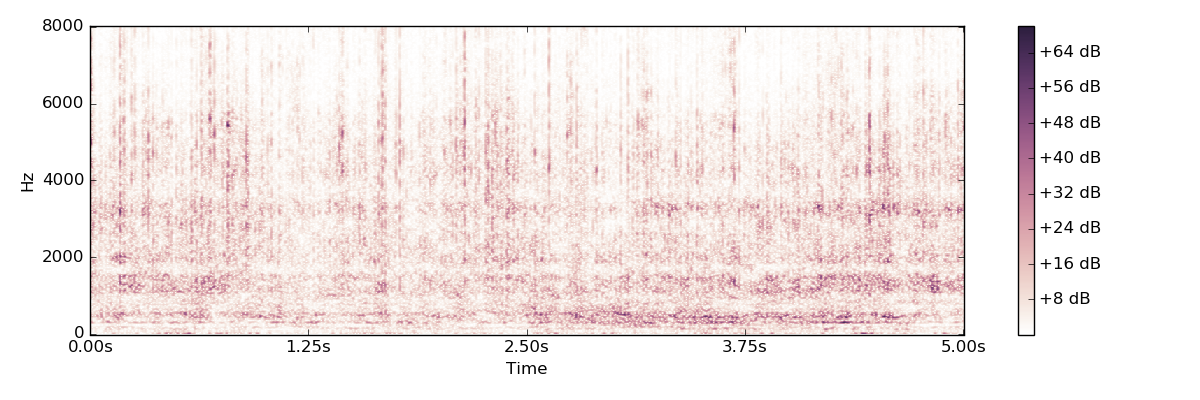 8000
6000
4000
2000
0
Hz
0.00s 1.25s 2.50s 3.75s 5.00s
Time
+64 dB
+56 dB
+48 dB
+40 dB
+32 dB
+24 dB
+16 dB
+8 dB